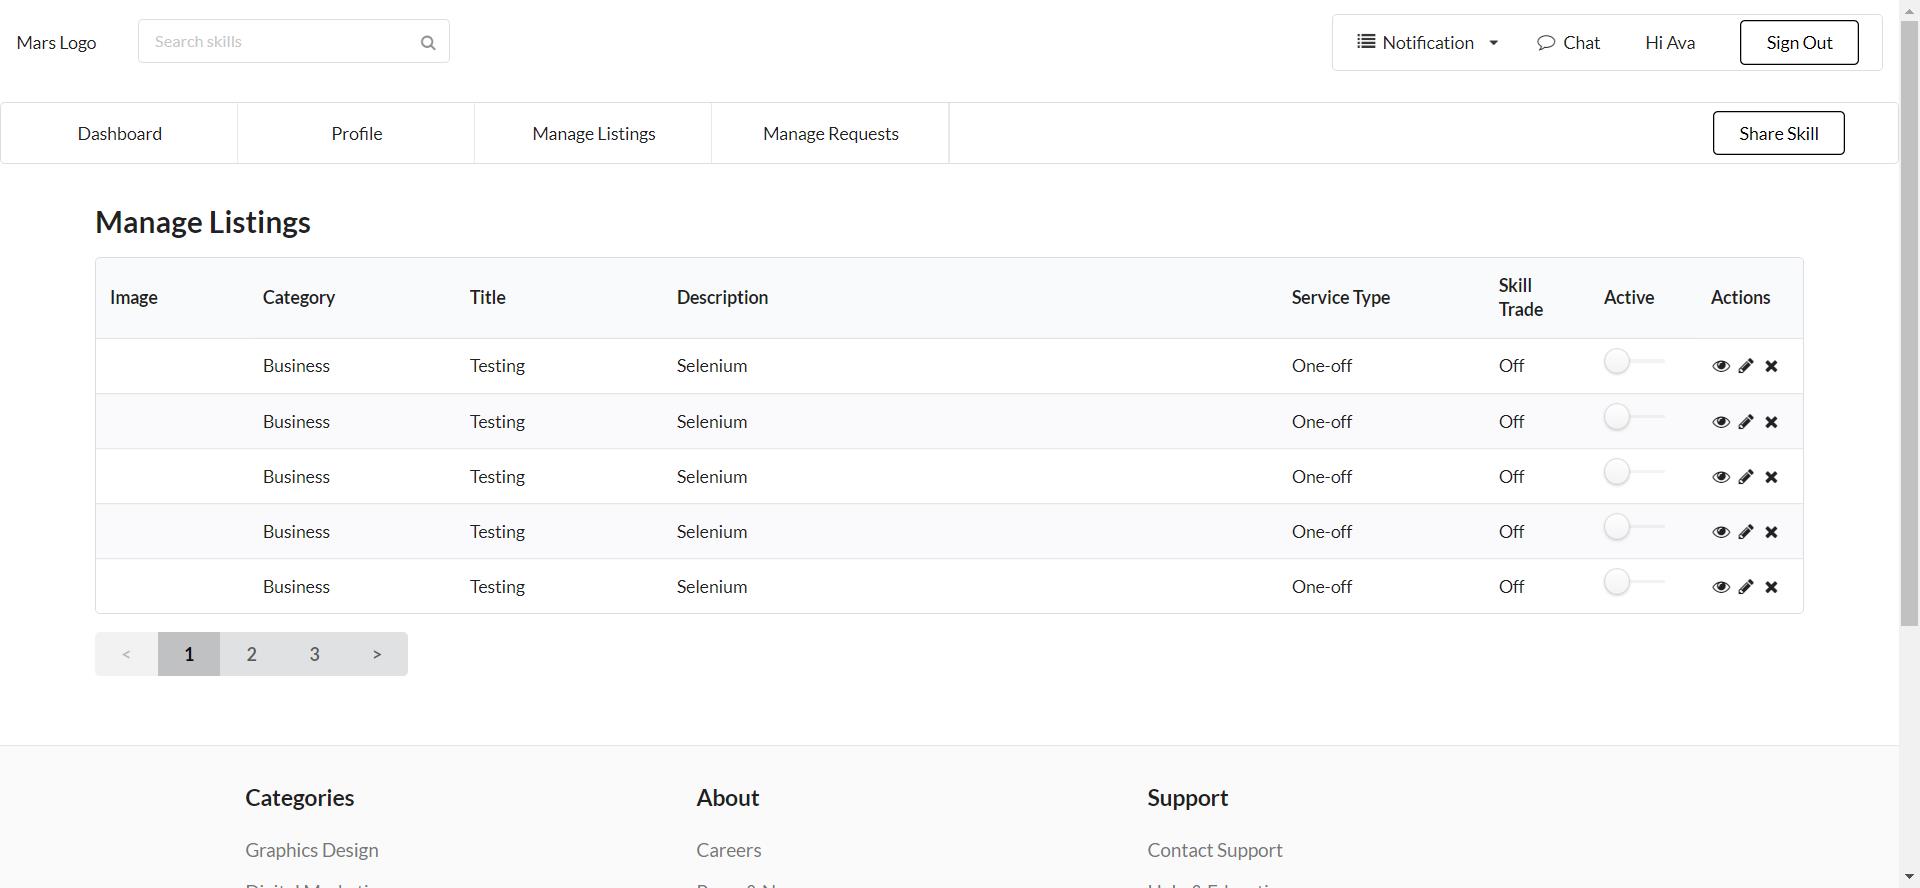 Mars Logo
Search skills
Notification
Chat
Hi Ava
Sign Out
Dashboard
Profile
Manage Listings
Manage Requests
Share Skill
Manage Listings
Image Category Title Description Service Type Skill Trade Active Actions
Business Testing Selenium One-off Off
Business Testing Selenium One-off Off
Business Testing Selenium One-off Off
Business Testing Selenium One-off Off
Business Testing Selenium One-off Off
< 1 2 3 >
Categories About Support
Graphics Design Careers Contact Support